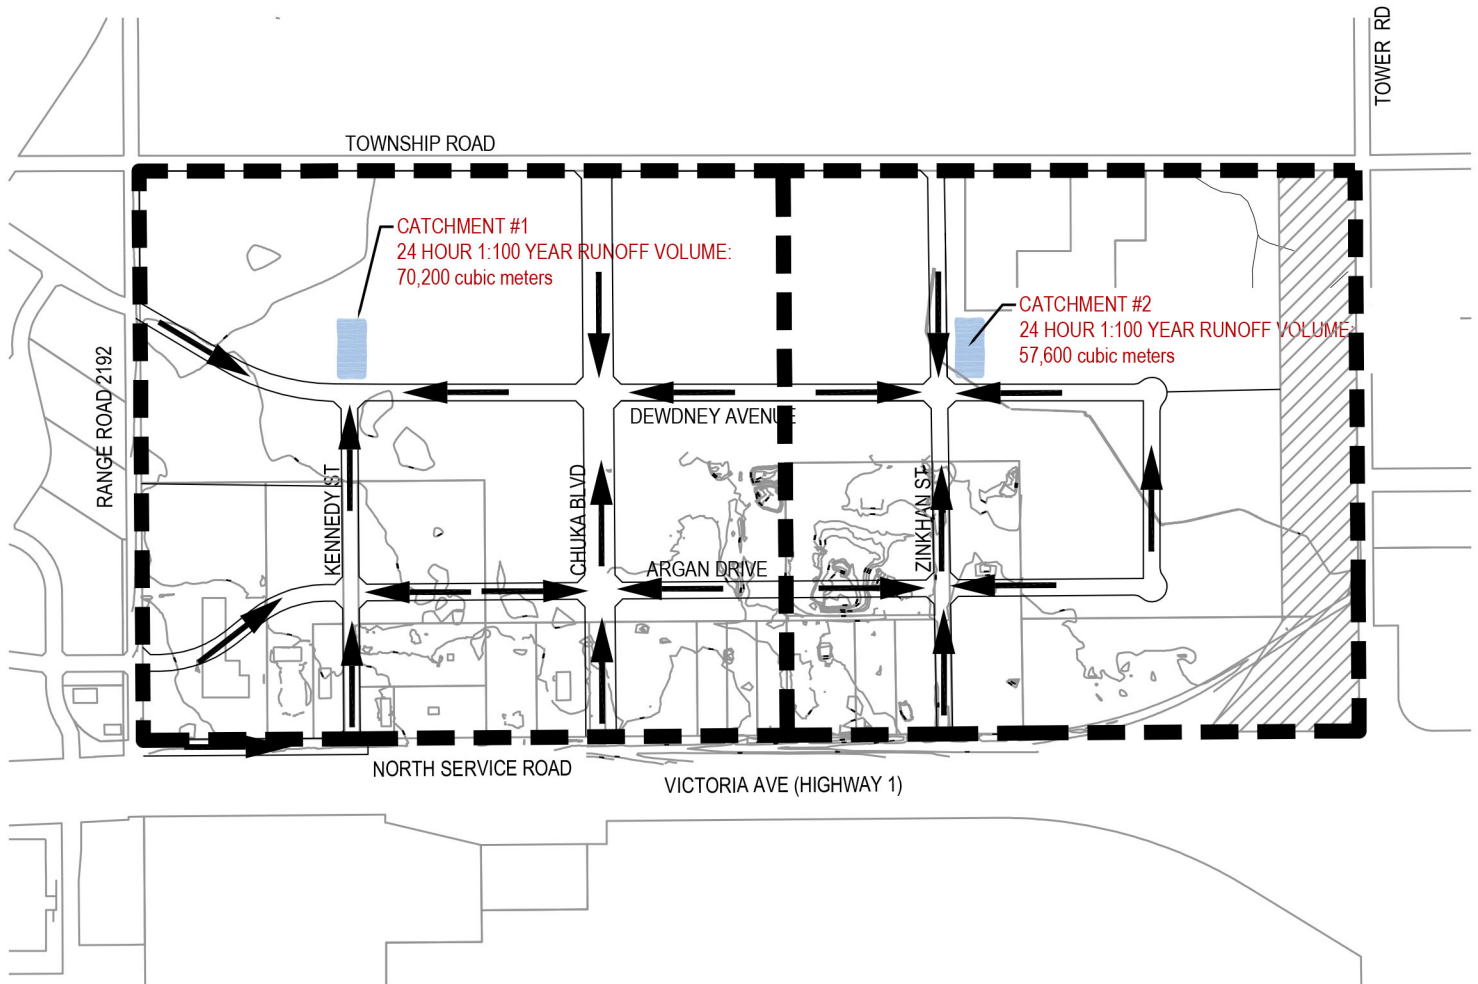 TOWER RD
TOWNSHIP ROAD
CATCHMENT #1
24 HOUR 1:100 YEAR RUNOFF VOLUME:
70,200 cubic meters
CATCHMENT #2
24 HOUR 1:100 YEAR RUNOFF VOLUME:
57,600 cubic meters
RANGE ROAD 2192
DEWDNEY AVENUE
KENNEDY ST
CHUKA BLVD
ZINKHAN ST
ARGAN DRIVE
NORTH SERVICE ROAD
VICTORIA AVE (HIGHWAY 1)